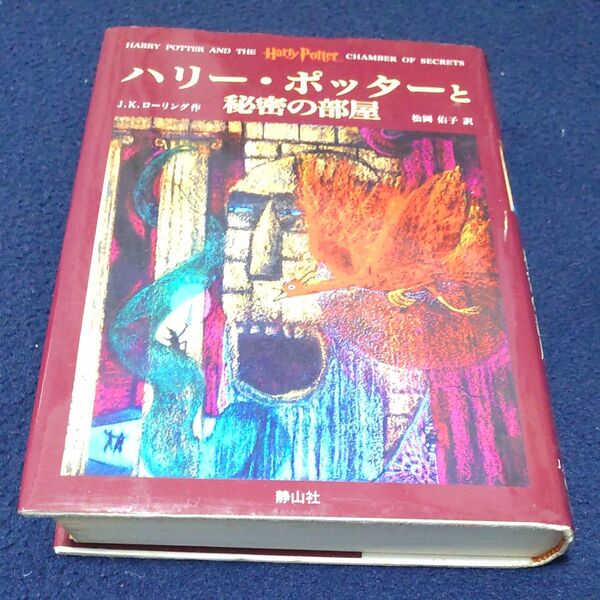 HARRY POTTER AND THE Harry Potter CHAMBER OF SECRETS
ハリー・ポッターと
秘密の部屋
J.K.ローリング作
松岡 佑子 訳
静山社